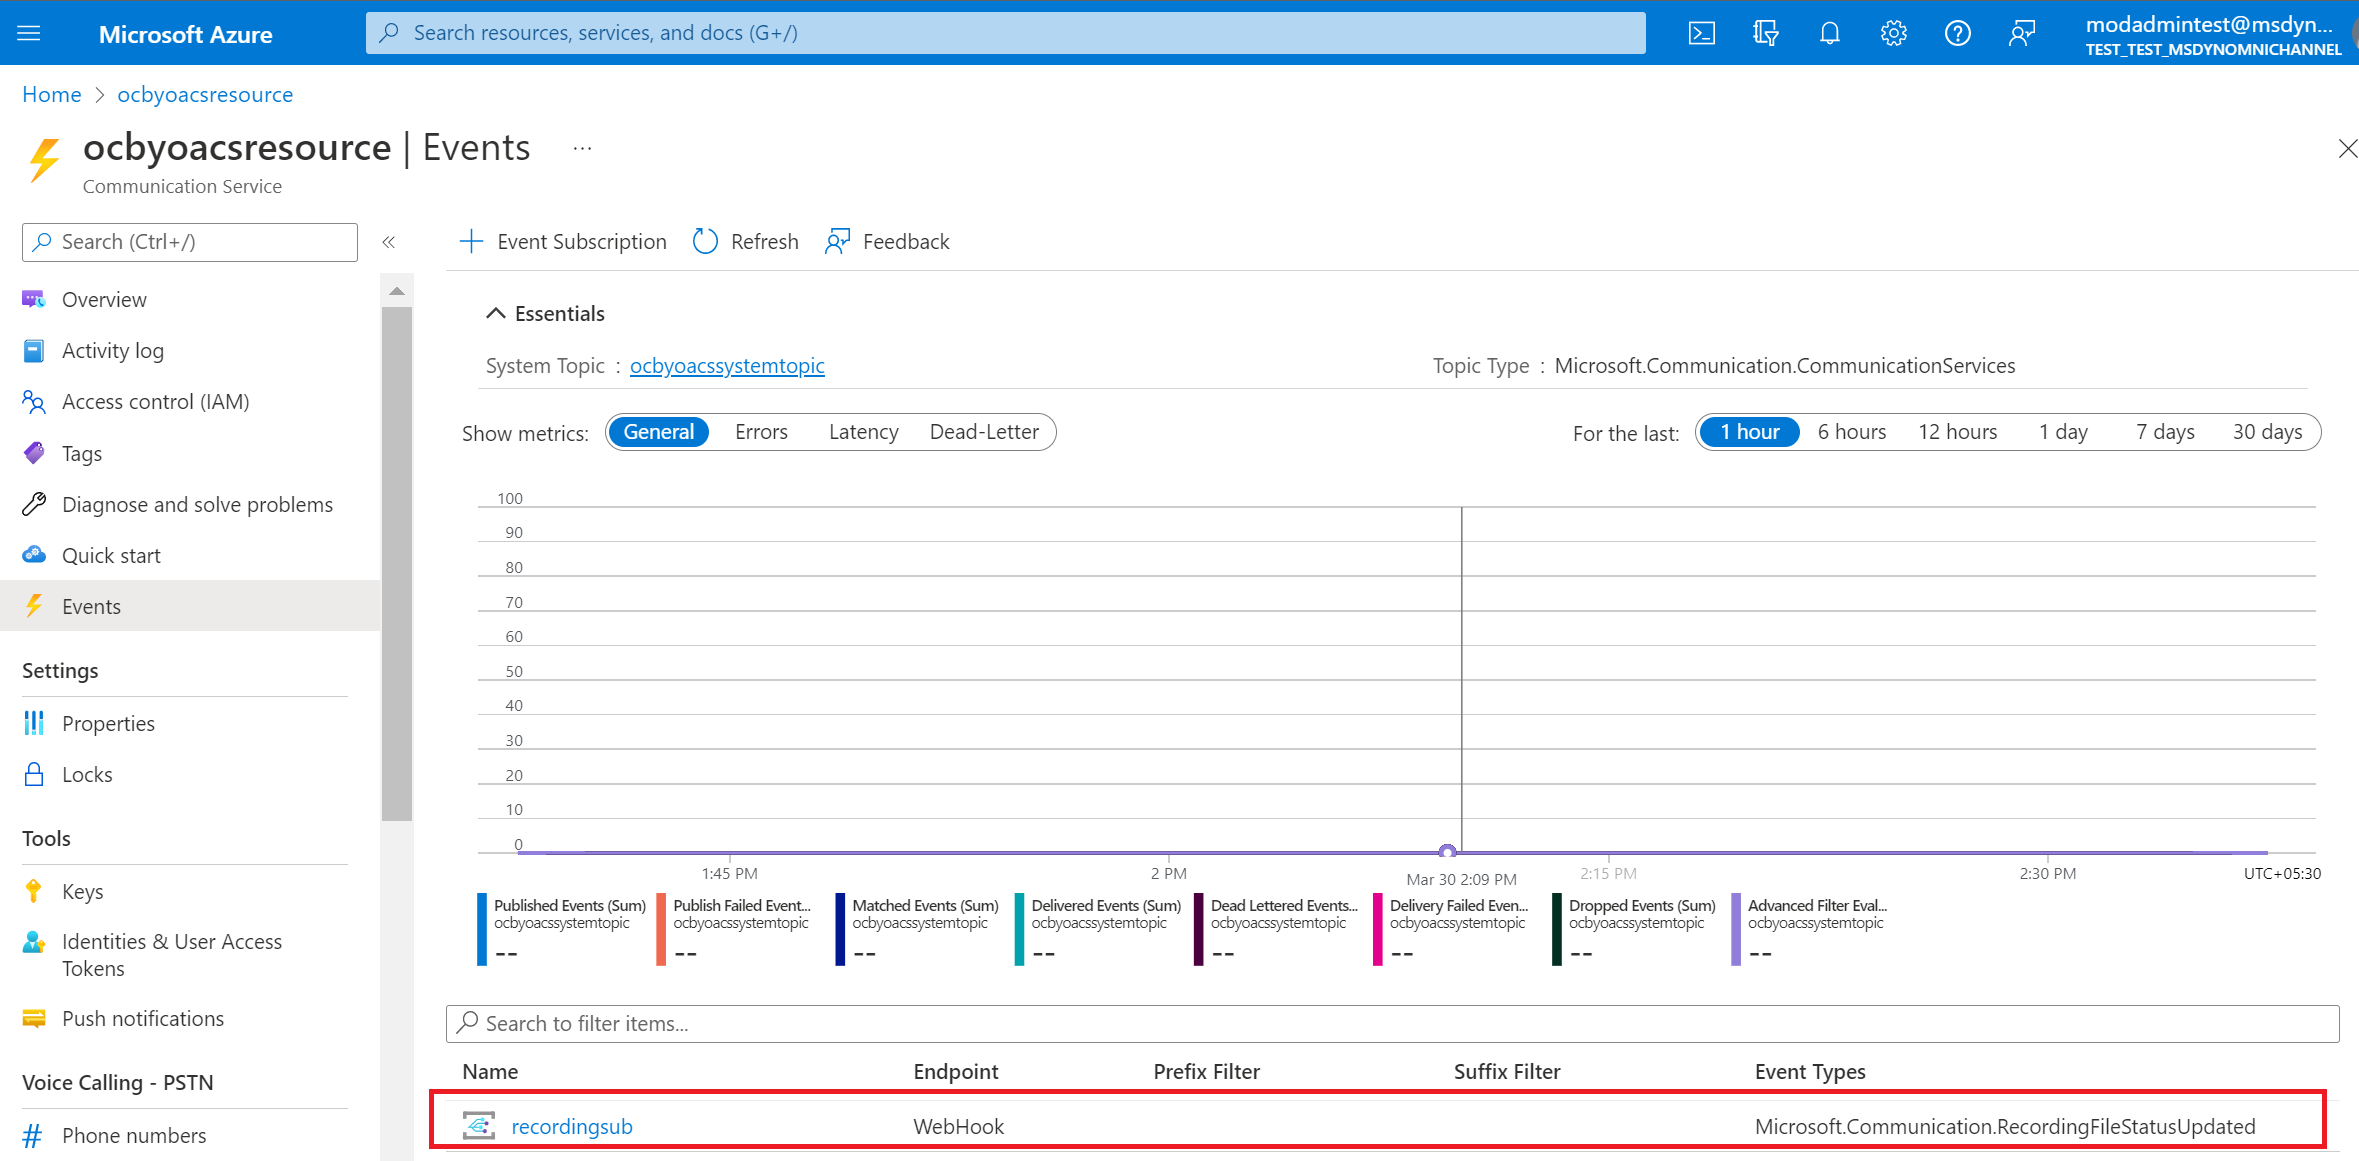 Microsoft Azure
Search resources, services, and docs (G+/)
modadmintest@msdyn...
TEST_TEST_MSDYNOMNICHANNEL
Home > ocbyoacsresource
ocbyoacsresource | Events ...
Communication Service
Search (Ctrl+/)
«
Event Subscription
Refresh
Feedback
Overview
Activity log
Access control (IAM)
Tags
Diagnose and solve problems
Quick start
Events
Settings
Properties
Locks
Tools
Keys
Identities & User Access
Tokens
Push notifications
Voice Calling - PSTN
Phone numbers
Essentials
System Topic : ocbyoacssystemtopic
Topic Type : Microsoft.Communication.CommunicationServices
Show metrics: General Errors Latency Dead-Letter
For the last: 1 hour 6 hours 12 hours 1 day 7 days 30 days
100
90
80
70
60
50
40
30
20
10
0
1:45 PM 2 PM Mar 30 2:09 PM 2:15 PM 2:30 PM UTC+05:30
Published Events (Sum)
ocbyoacssystemtopic
--
Publish Failed Event...
ocbyoacssystemtopic
--
Matched Events (Sum)
ocbyoacssystemtopic
--
Delivered Events (Sum)
ocbyoacssystemtopic
--
Dead Lettered Events...
ocbyoacssystemtopic
--
Delivery Failed Even...
ocbyoacssystemtopic
--
Dropped Events (Sum)
ocbyoacssystemtopic
--
Advanced Filter Eval...
ocbyoacssystemtopic
--
Search to filter items...
Name Endpoint Prefix Filter Suffix Filter Event Types
recordingsub WebHook Microsoft.Communication.RecordingFileStatusUpdated